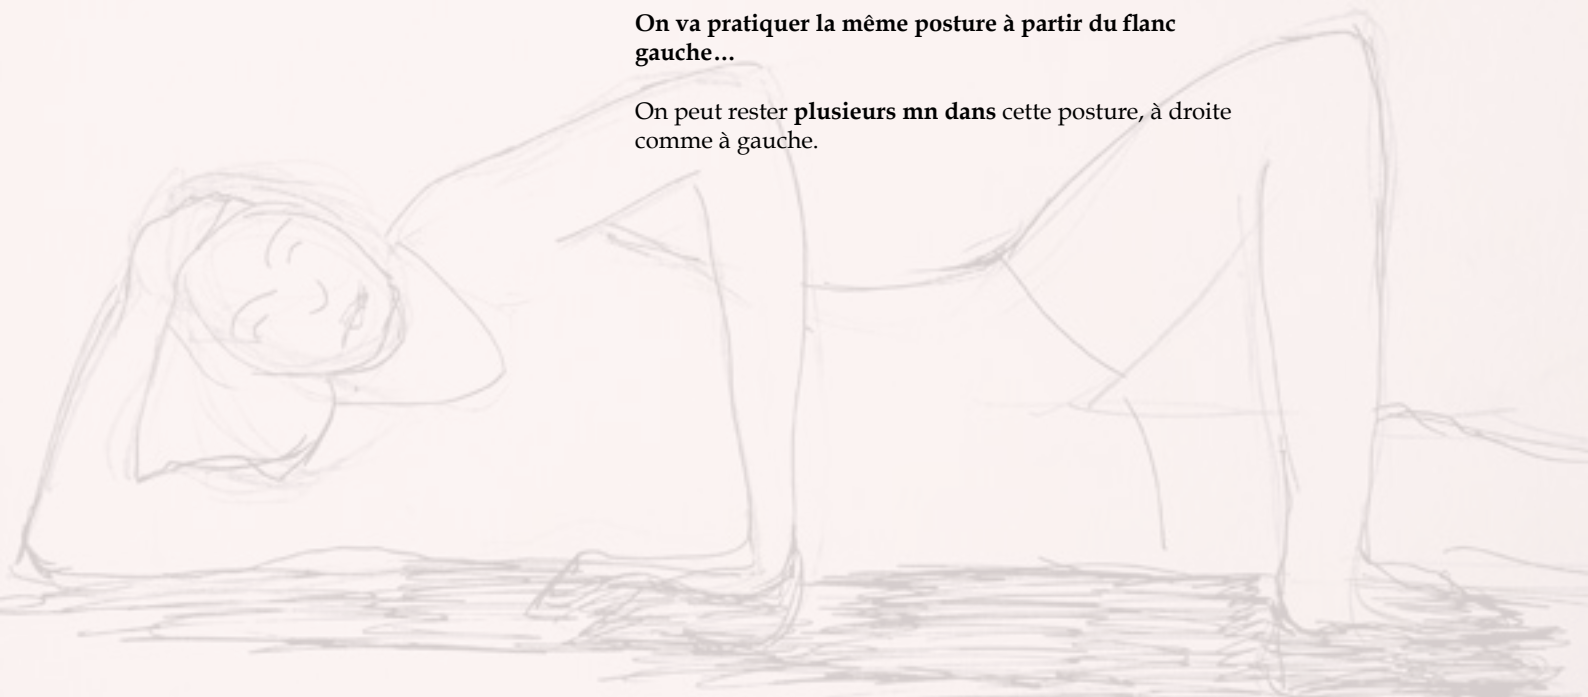 On va pratiquer la même posture à partir du flanc
gauche…
On peut rester plusieurs mn dans cette posture, à droite
comme à gauche.